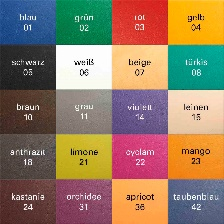 blau
01
grün
02
rot
03
gelb
04
schwarz
05
weiß
06
beige
07
türkis
08
braun
10
grau
11
violett
14
leinen
15
anthrazit
18
limone
21
cyclam
22
mango
23
kastanie
24
orchidee
31
apricot
36
taubenblau
42